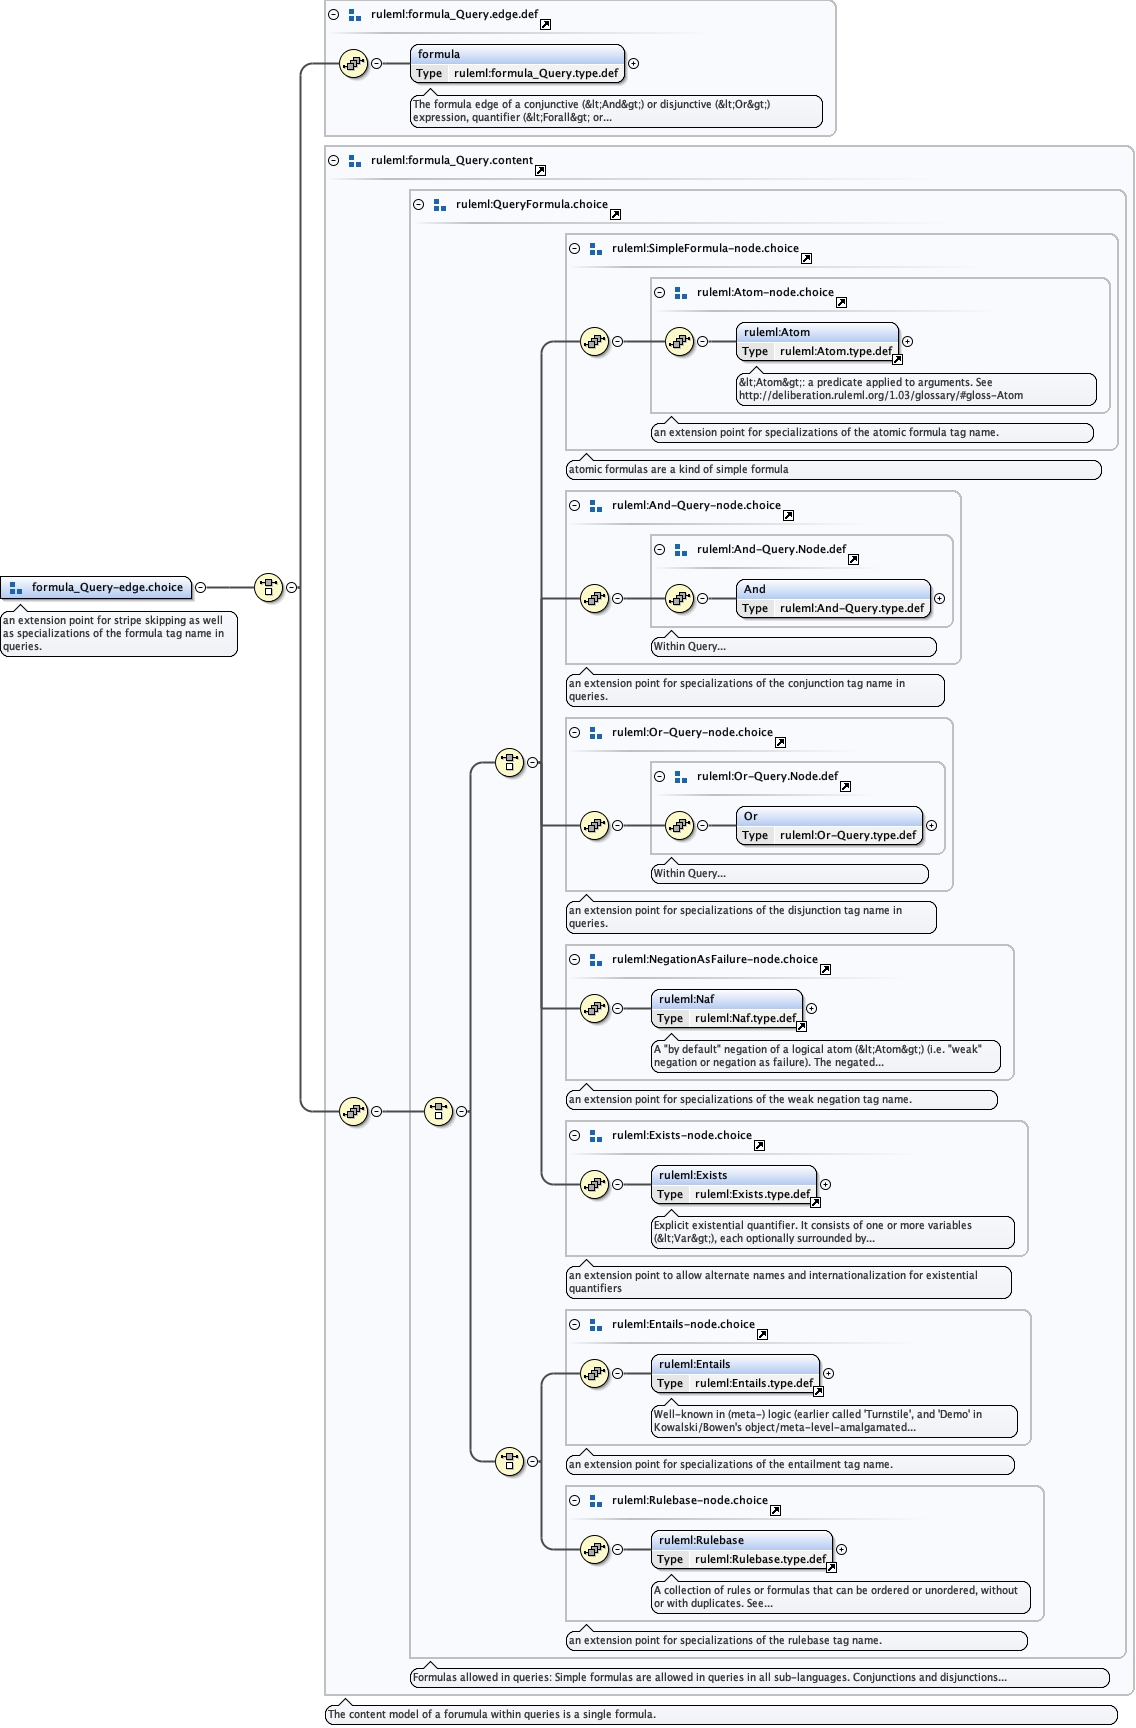 ruleml:formula_Query.edge.def
formula
Type ruleml:formula_Query.type.def
The formula edge of a conjunctive (&lt;And&gt;) or disjunctive (&lt;Or&gt;)
expression, quantifier (&lt;Forall&gt; or...
ruleml:formula_Query.content
ruleml:QueryFormula.choice
ruleml:SimpleFormula-node.choice
ruleml:Atom-node.choice
ruleml:Atom
Type ruleml:Atom.type.def
&lt;Atom&gt;: a predicate applied to arguments. See
http://deliberation.ruleml.org/1.03/glossary/#gloss-Atom
an extension point for specializations of the atomic formula tag name.
atomic formulas are a kind of simple formula
ruleml:And-Query-node.choice
ruleml:And-Query.Node.def
And
Type ruleml:And-Query.type.def
Within Query...
an extension point for specializations of the conjunction tag name in
queries.
formula_Query-edge.choice
an extension point for stripe skipping as well
as specializations of the formula tag name in
queries.
ruleml:Or-Query-node.choice
ruleml:Or-Query.Node.def
Or
Type ruleml:Or-Query.type.def
Within Query...
an extension point for specializations of the disjunction tag name in
queries.
ruleml:NegationAsFailure-node.choice
ruleml:Naf
Type ruleml:Naf.type.def
A "by default" negation of a logical atom (&lt;Atom&gt;) (i.e. "weak"
negation or negation as failure). The negated...
an extension point for specializations of the weak negation tag name.
ruleml:Exists-node.choice
ruleml:Exists
Type ruleml:Exists.type.def
Explicit existential quantifier. It consists of one or more variables
(&lt;Var&gt;), each optionally surrounded by...
an extension point to allow alternate names and internationalization for existential
quantifiers
ruleml:Entails-node.choice
ruleml:Entails
Type ruleml:Entails.type.def
Well-known in (meta-) logic (earlier called 'Turnstile', and 'Demo' in
Kowalski/Bowen's object/meta-level-amalgamated...
an extension point for specializations of the entailment tag name.
ruleml:Rulebase-node.choice
ruleml:Rulebase
Type ruleml:Rulebase.type.def
A collection of rules or formulas that can be ordered or unordered, without
or with duplicates. See...
an extension point for specializations of the rulebase tag name.
Formulas allowed in queries: Simple formulas are allowed in queries in all sub-languages. Conjunctions and disjunctions...
The content model of a forumula within queries is a single formula.